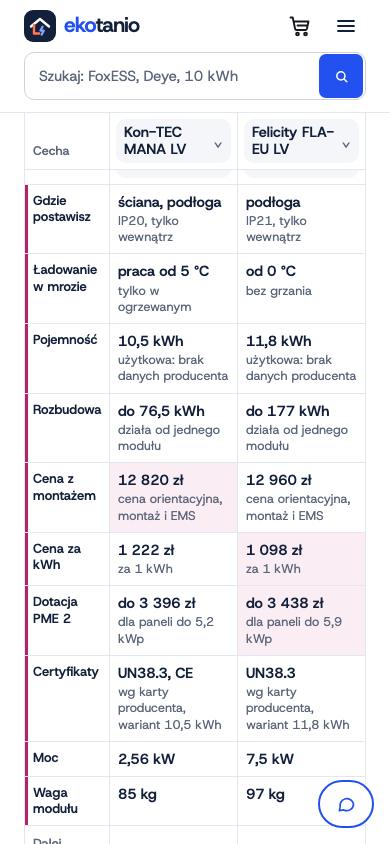 ekotanio
Szukaj: FoxESS, Deye, 10 kWh
Cecha
Kon-TEC
MANA LV
Felicity FLA-
EU LV
Gdzie
postawisz
ściana, podłoga
IP20, tylko
wewnątrz
podłoga
IP21, tylko
wewnątrz
Ładowanie
w mrozie
praca od 5 °C
tylko w
ogrzewanym
od 0 °C
bez grzania
Pojemność
10,5 kWh
użytkowa: brak
danych producenta
11,8 kWh
użytkowa: brak
danych producenta
Rozbudowa
do 76,5 kWh
działa od jednego
modułu
do 177 kWh
działa od jednego
modułu
Cena z
montażem
12 820 zł
cena orientacyjna,
montaż i EMS
12 960 zł
cena orientacyjna,
montaż i EMS
Cena za
kWh
1 222 zł
za 1 kWh
1 098 zł
za 1 kWh
Dotacja
PME 2
do 3 396 zł
dla paneli do 5,2
kWp
do 3 438 zł
dla paneli do 5,9
kWp
Certyfikaty
UN38.3, CE
wg karty
producenta,
wariant 10,5 kWh
UN38.3
wg karty
producenta,
wariant 11,8 kWh
Moc
2,56 kW
7,5 kW
Waga
modułu
85 kg
97 kg
Dalej